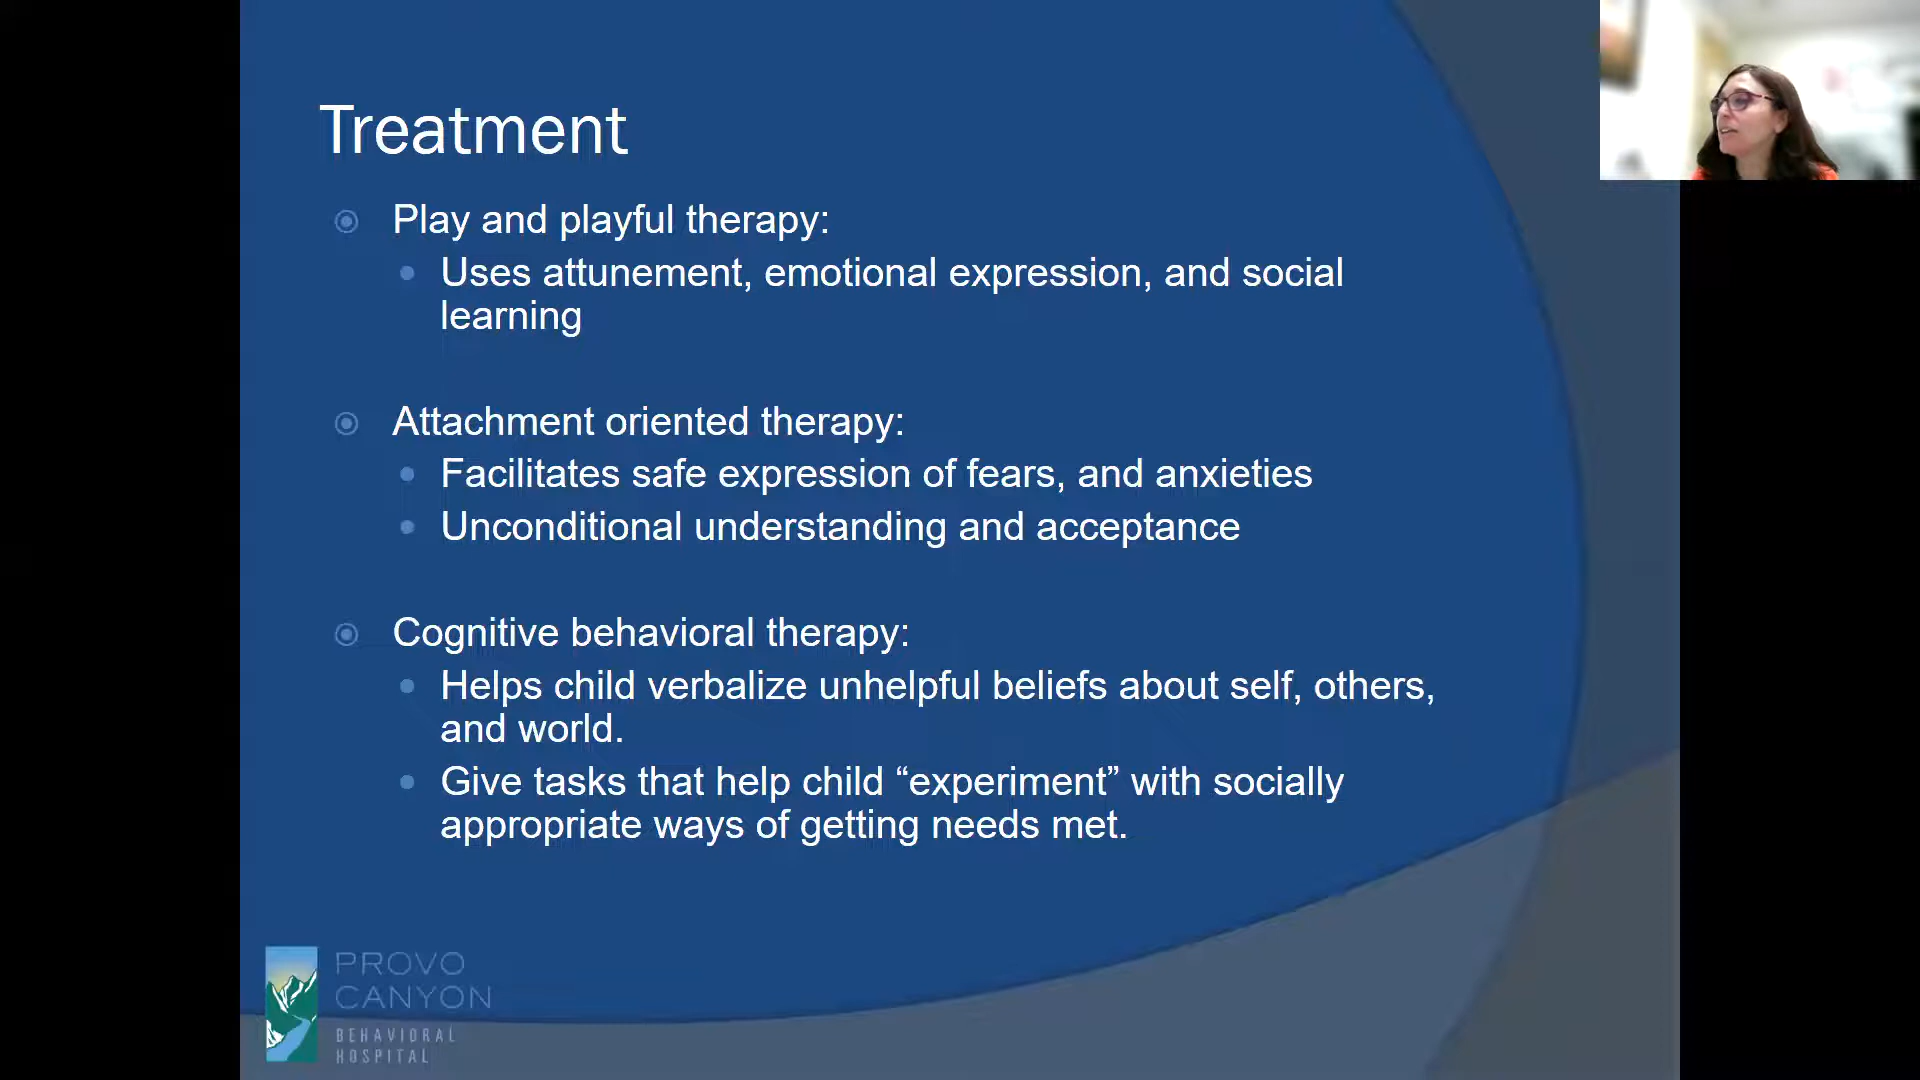 Treatment
Play and playful therapy:
Uses attunement, emotional expression, and social
learning
Attachment oriented therapy:
Facilitates safe expression of fears, and anxieties
Unconditional understanding and acceptance
Cognitive behavioral therapy:
Helps child verbalize unhelpful beliefs about self, others,
and world.
Give tasks that help child “experiment” with socially
appropriate ways of getting needs met.
PROVO
CANYON
BEHAVIORAL
HOSPITAL